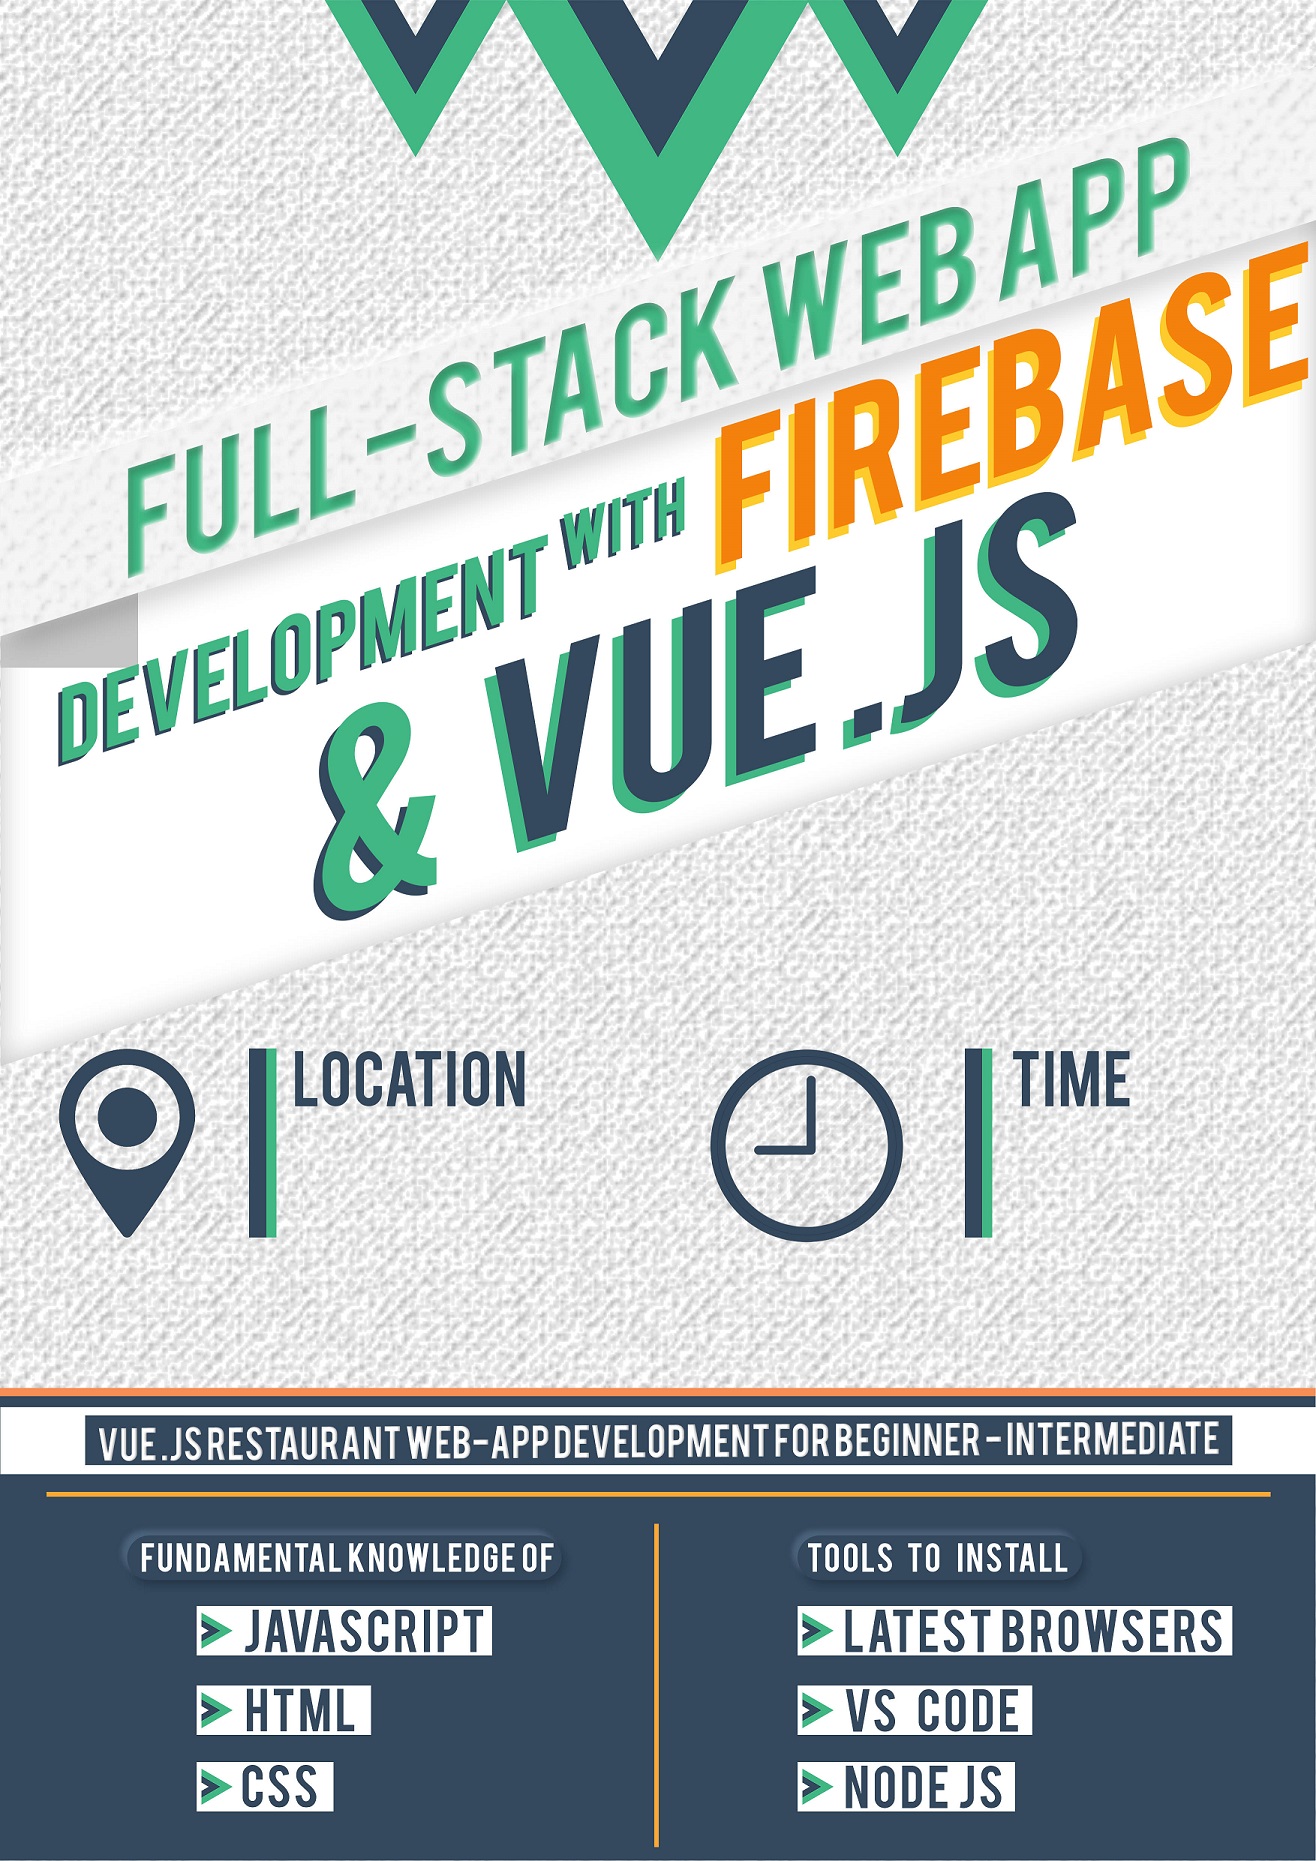 FULL-STACK WEB APP
DEVELOPMENT WITH FIREBASE
& VUE.JS
LOCATION
TIME
VUE.JS RESTAURANT WEB-APP DEVELOPMENT FOR BEGINNER - INTERMEDIATE
FUNDAMENTAL KNOWLEDGE OF
JAVASCRIPT
HTML
CSS
TOOLS TO INSTALL
LATEST BROWSERS
VS CODE
NODE JS